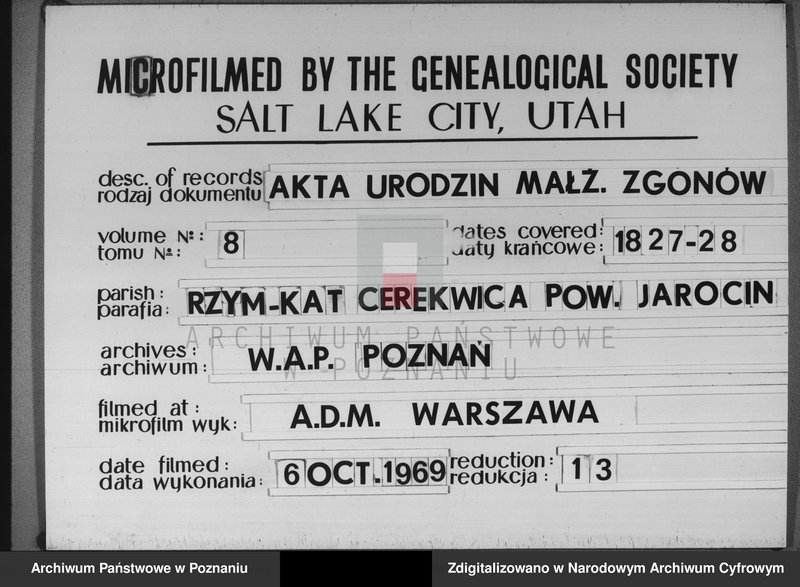 MICROFILMED BY THE GENEALOGICAL SOCIETY
SALT LAKE CITY, UTAH
desc. of records
rodzaj dokumentu AKTA URODZIN MAŁŻ. ZGONÓW
volume №: 8 dates covered: 1827-28
tomu №: daty krańcowe:
parish: RZYM-KAT CEREKWICA POW. JAROCIN
parafia:
ARCHIWUM PAŃSTWOWE
W POZNANIU
archives: W.A.P. POZNAŃ
archiwum:
filmed at: A.D.M. WARSZAWA
mikrofilm wyk:
date filmed: 6 OCT. 1969 reduction: 13
data wykonania: redukcja:
Archiwum Państwowe w Poznaniu Zdigitalizowano w Narodowym Archiwum Cyfrowym